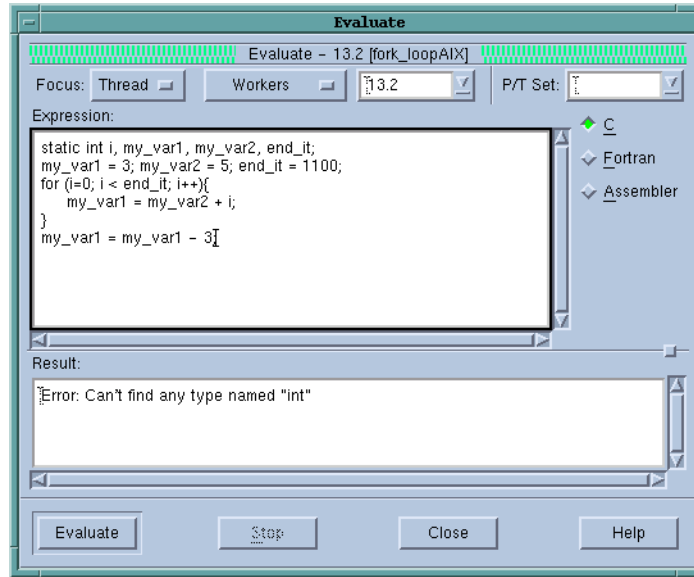 Evaluate
Evaluate - 13.2 [fork_loopAIX]
Focus: Thread Workers 13.2 P/T Set:
Expression:
static int i, my_var1, my_var2, end_it;
my_var1 = 3; my_var2 = 5; end_it = 1100;
for (i=0; i < end_it; i++){
my_var1 = my_var2 + i;
}
my_var1 = my_var1 - 3;
C
Fortran
Assembler
Result:
Error: Can't find any type named "int"
Evaluate Stop Close Help